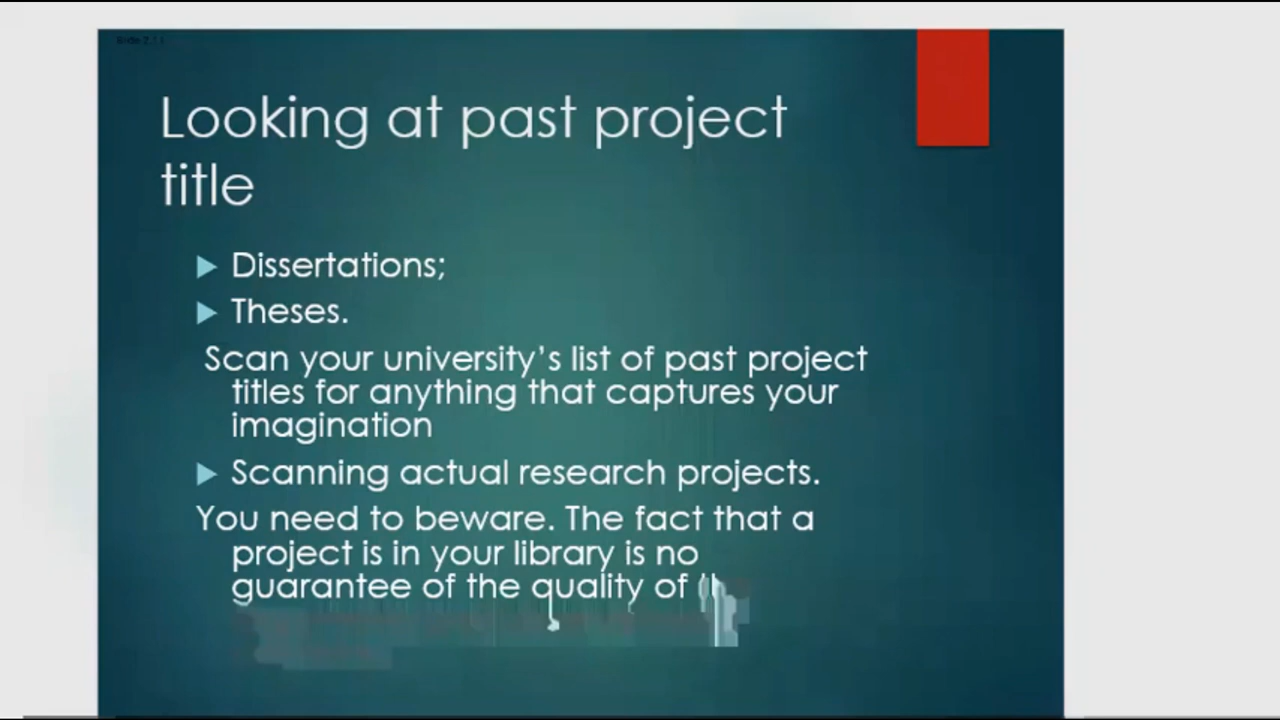 Looking at past project
title
Dissertations;
Theses.
Scan your university’s list of past project
titles for anything that captures your
imagination
Scanning actual research projects.
You need to beware. The fact that a
project is in your library is no
guarantee of the quality of